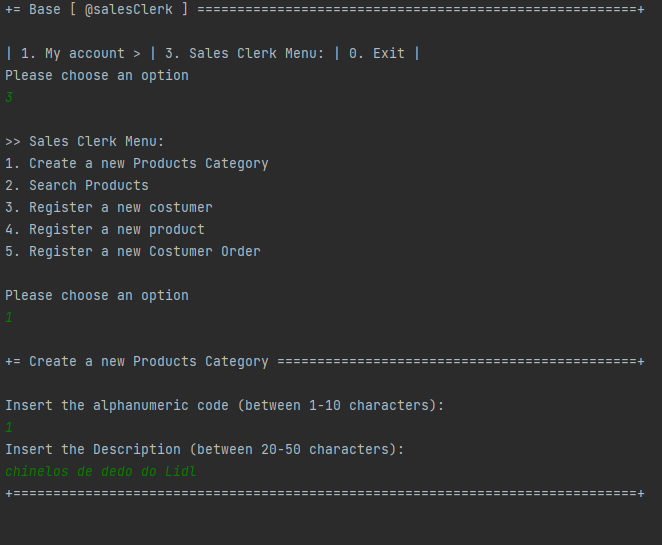 += Base [ @salesClerk ] =======================================================+
| 1. My account > | 3. Sales Clerk Menu: | 0. Exit |
Please choose an option
3
>> Sales Clerk Menu:
1. Create a new Products Category
2. Search Products
3. Register a new costumer
4. Register a new product
5. Register a new Costumer Order
Please choose an option
1
+= Create a new Products Category =============================================+
Insert the alphanumeric code (between 1-10 characters):
1
Insert the Description (between 20-50 characters):
chinelos de dedo do Lidl
+==============================================================================+